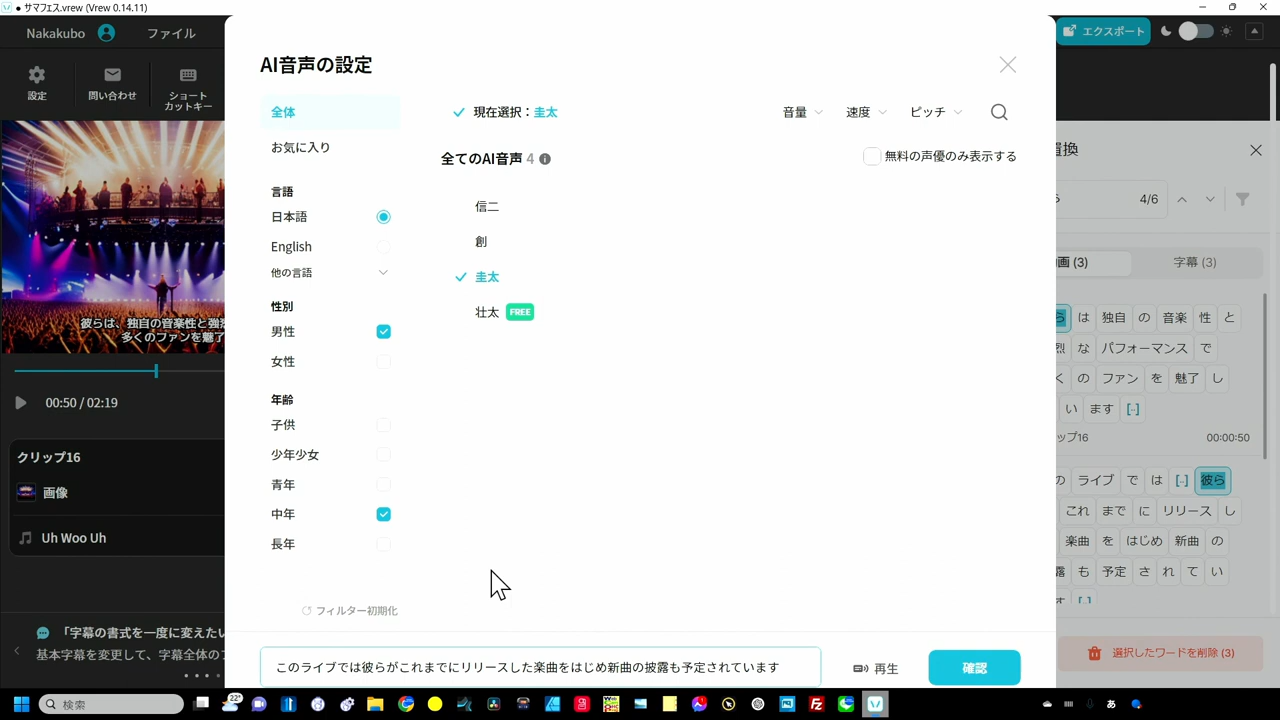 ● サマフェス.vrew (Vrew 0.14.11)
Nakakubo
ファイル
エクスポート
設定
問い合わせ
ショート
カットキー
彼らは、独自の音楽性と強
多くのファンを魅了
00:50 / 02:19
クリップ16
画像
Uh Woo Uh
「字幕の書式を一度に変えたい
基本字幕を変更して、字幕全体の
AI音声の設定
全体
お気に入り
言語
日本語
English
他の言語
性別
男性
女性
年齢
子供
少年少女
青年
中年
長年
フィルター初期化
現在選択：圭太
音量
速度
ピッチ
全てのAI音声 4
無料の声優のみ表示する
信二
創
圭太
壮太 FREE
このライブでは彼らがこれまでにリリースした楽曲をはじめ新曲の披露も予定されています
再生
確認
置換
ら
4/6
画 (3)
字幕 (3)
ら は 独自 の 音楽 性 と
烈 な パフォーマンス で
く の ファン を 魅了 し
い ます [··]
ップ16
00:00:50
の ライブ で は [··] 彼ら
これ まで に リリース し
楽曲 を はじめ 新曲 の
露 も 予定 さ れ て い
選択したワードを削除 (3)
検索
22°
あ